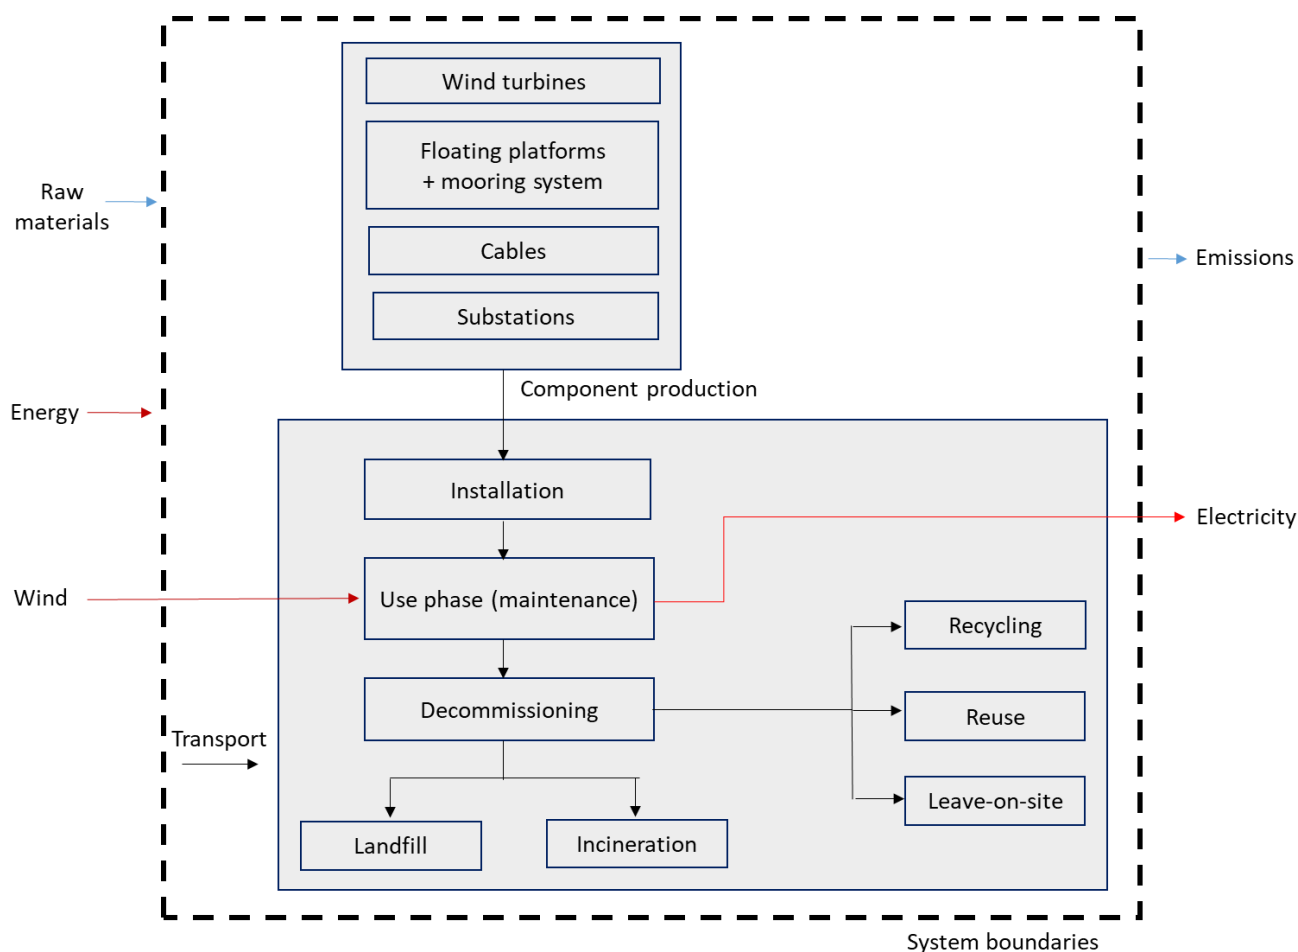 Wind turbines
Floating platforms
+ mooring system
Cables
Substations
Raw
materials
Emissions
Component production
Energy
Installation
Electricity
Wind
Use phase (maintenance)
Recycling
Decommissioning
Reuse
Transport
Leave-on-site
Landfill
Incineration
System boundaries